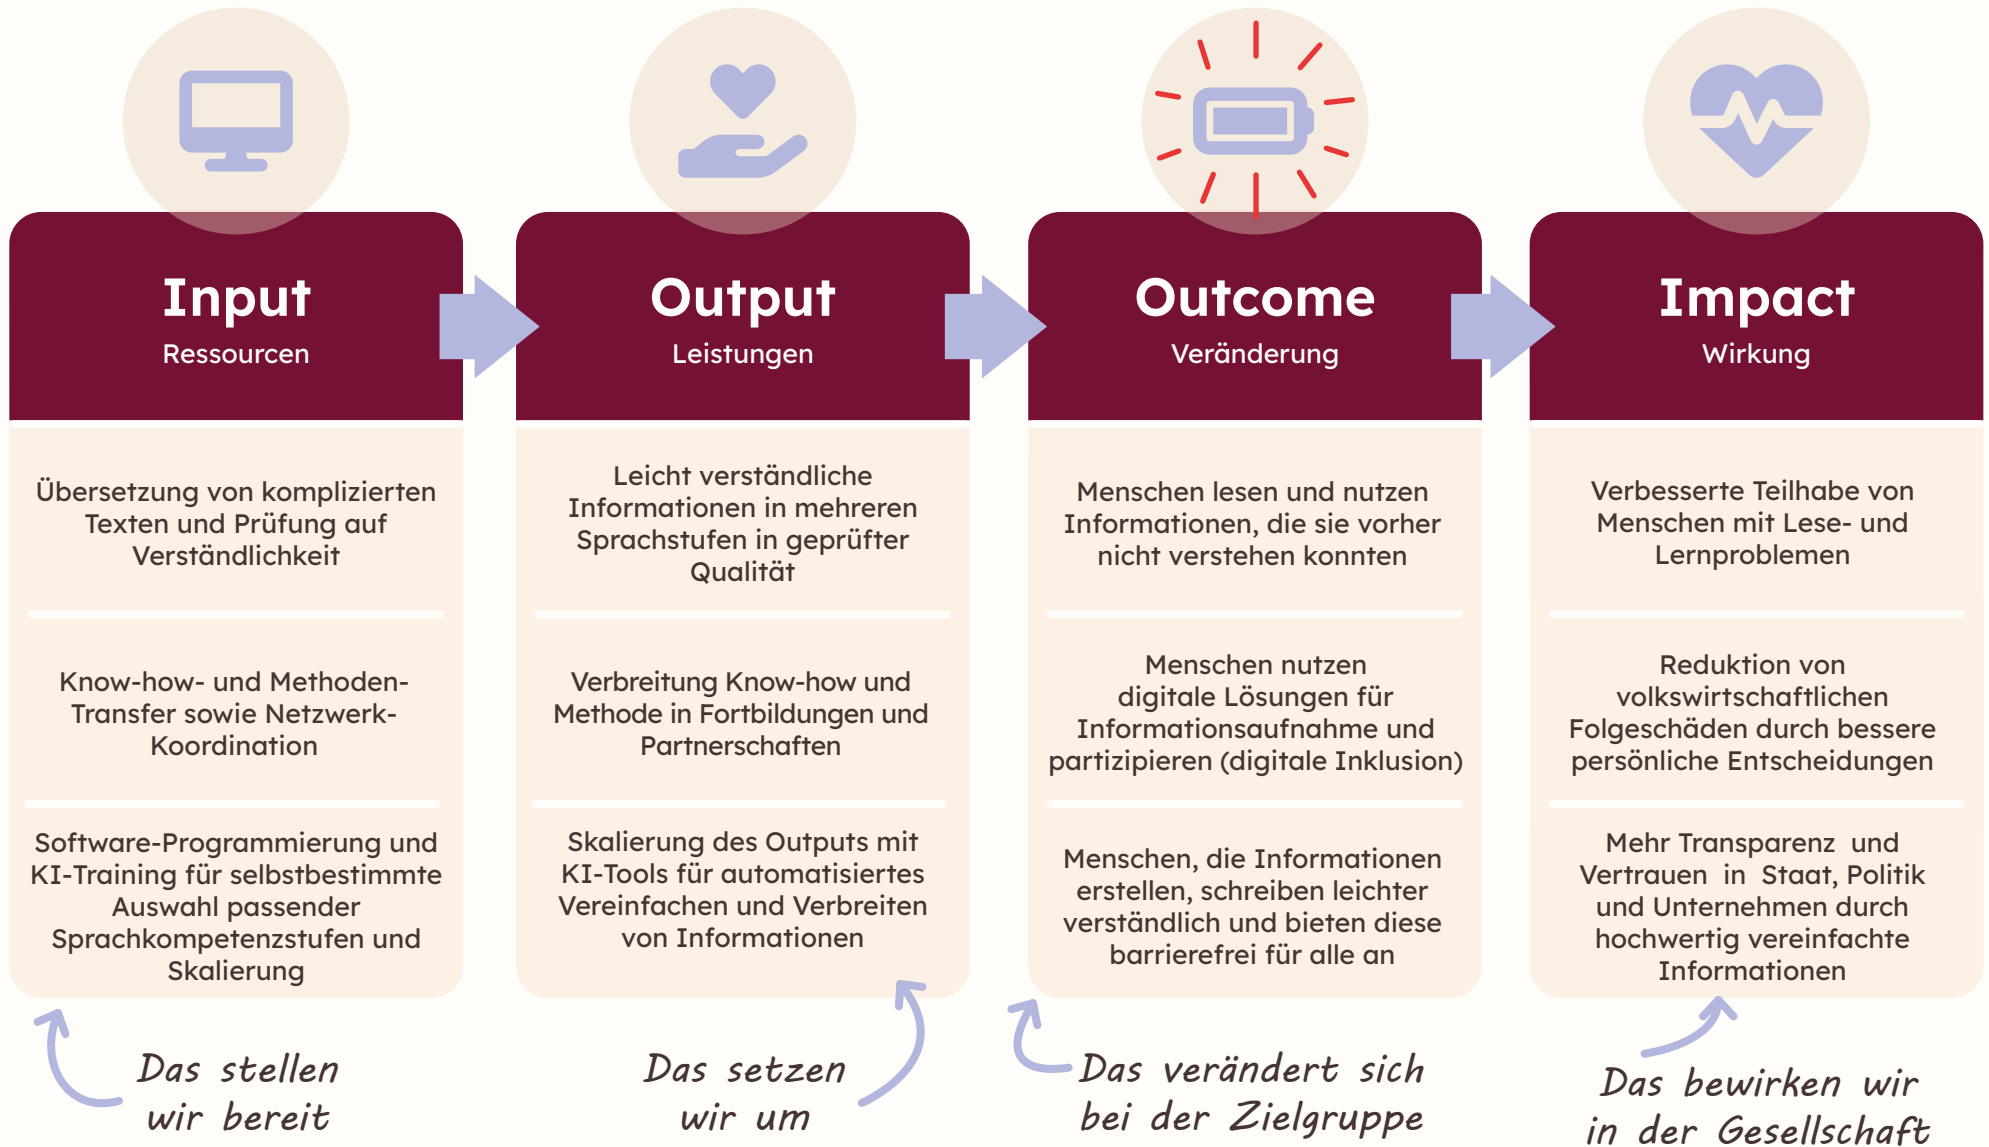 Input
Ressourcen
Übersetzung von komplizierten
Texten und Prüfung auf
Verständlichkeit
Know-how- und Methoden-
Transfer sowie Netzwerk-
Koordination
Software-Programmierung und
KI-Training für selbstbestimmte
Auswahl passender
Sprachkompetenzstufen und
Skalierung
Das stellen
wir bereit
Output
Leistungen
Leicht verständliche
Informationen in mehreren
Sprachstufen in geprüfter
Qualität
Verbreitung Know-how und
Methode in Fortbildungen und
Partnerschaften
Skalierung des Outputs mit
KI-Tools für automatisiertes
Vereinfachen und Verbreiten
von Informationen
Das setzen
wir um
Outcome
Veränderung
Menschen lesen und nutzen
Informationen, die sie vorher
nicht verstehen konnten
Menschen nutzen
digitale Lösungen für
Informationsaufnahme und
partizipieren (digitale Inklusion)
Menschen, die Informationen
erstellen, schreiben leichter
verständlich und bieten diese
barrierefrei für alle an
Das verändert sich
bei der Zielgruppe
Impact
Wirkung
Verbesserte Teilhabe von
Menschen mit Lese- und
Lernproblemen
Reduktion von
volkswirtschaftlichen
Folgeschäden durch bessere
persönliche Entscheidungen
Mehr Transparenz und
Vertrauen in Staat, Politik
und Unternehmen durch
hochwertig vereinfachte
Informationen
Das bewirken wir
in der Gesellschaft